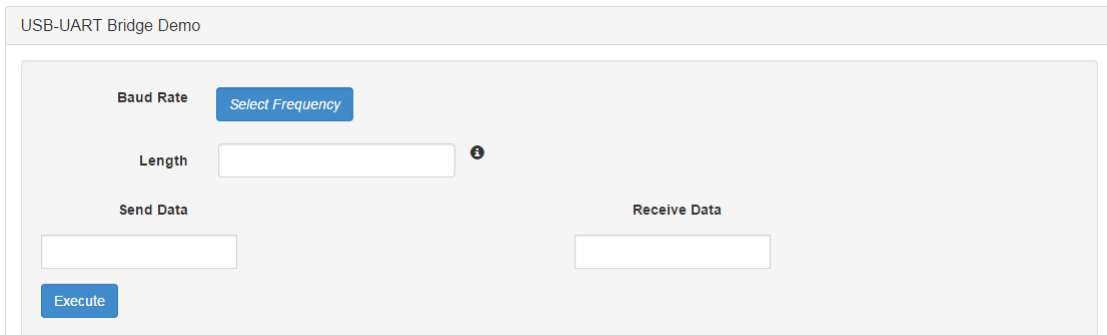 USB-UART Bridge Demo
Baud Rate
Select Frequency
Length
Send Data
Receive Data
Execute